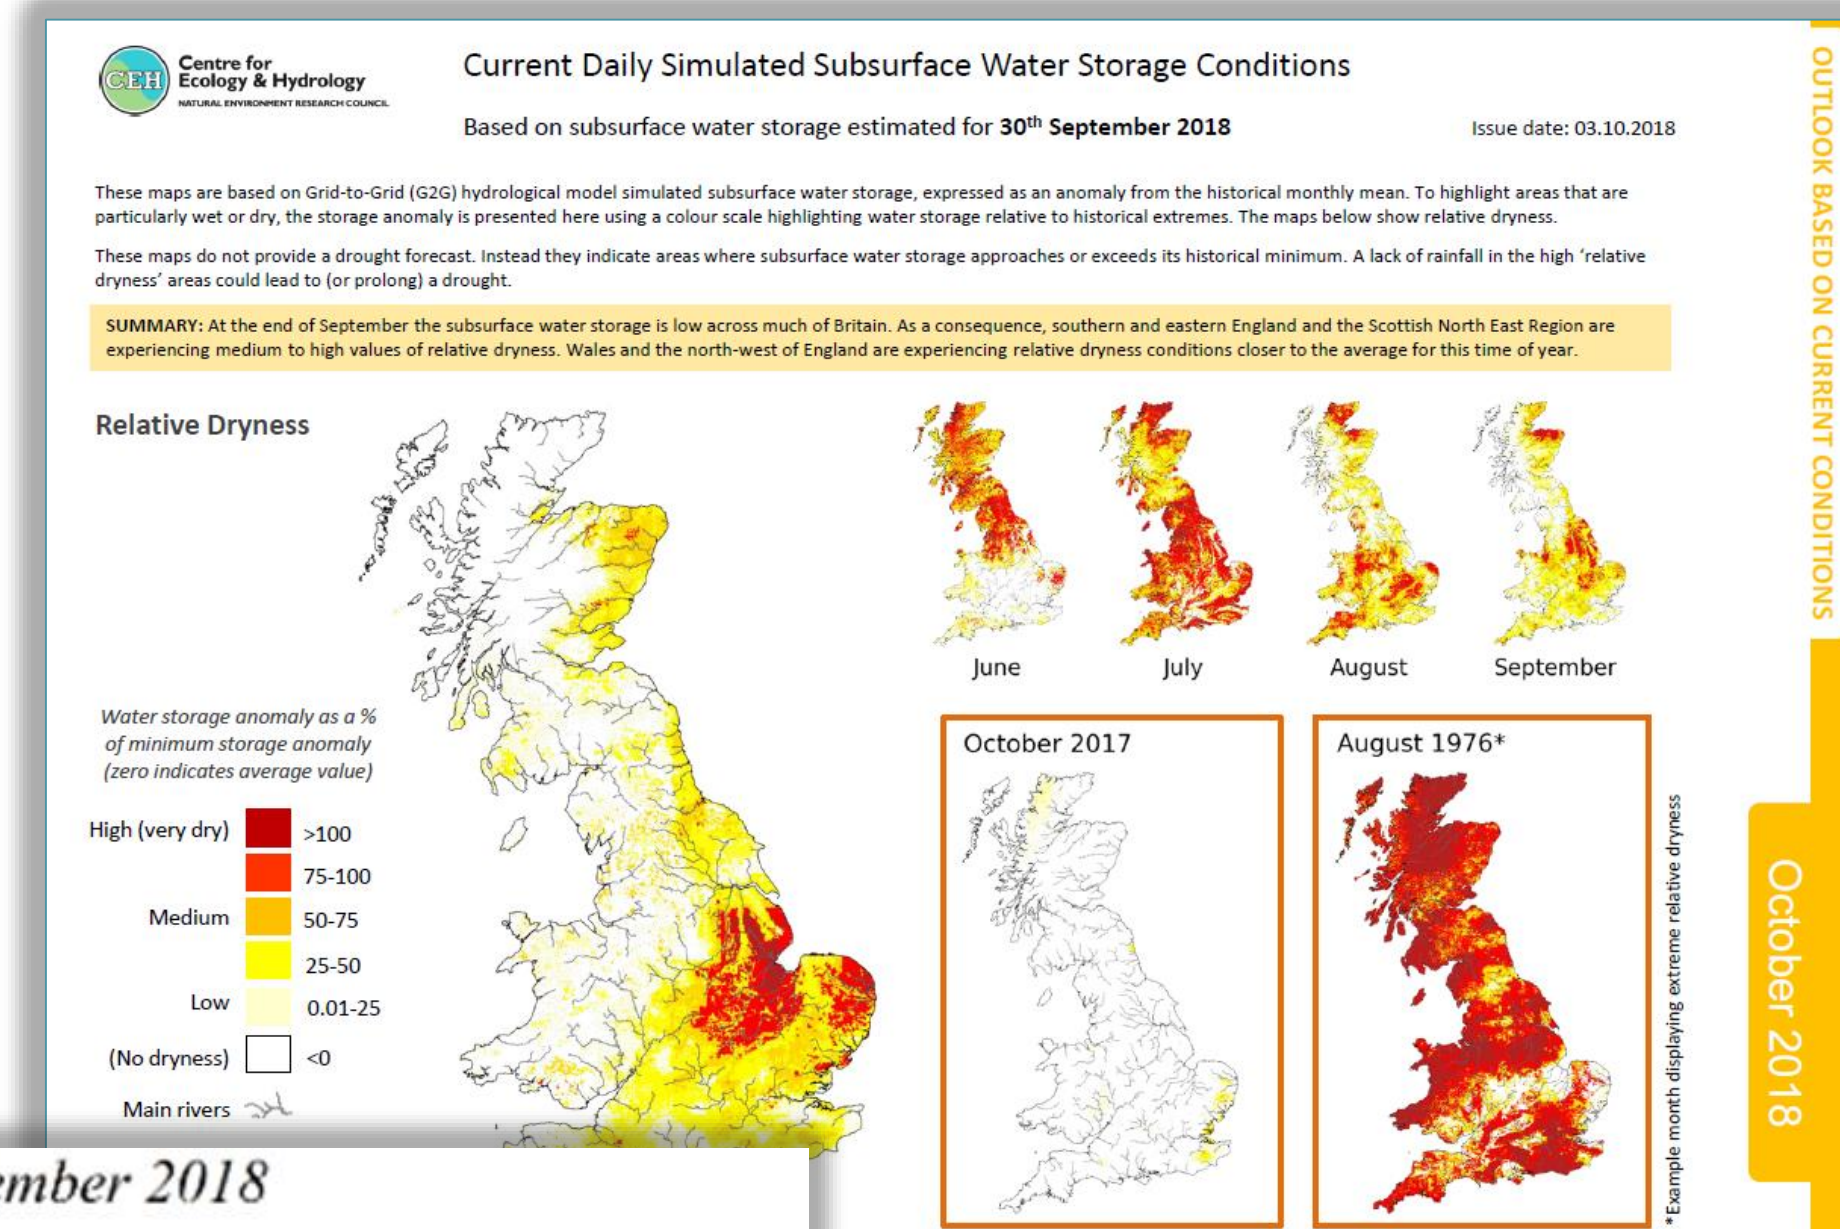 CEH
Centre for
Ecology & Hydrology
NATURAL ENVIRONMENT RESEARCH COUNCIL
Current Daily Simulated Subsurface Water Storage Conditions
Based on subsurface water storage estimated for 30th September 2018
Issue date: 03.10.2018
These maps are based on Grid-to-Grid (G2G) hydrological model simulated subsurface water storage, expressed as an anomaly from the historical monthly mean. To highlight areas that are
particularly wet or dry, the storage anomaly is presented here using a colour scale highlighting water storage relative to historical extremes. The maps below show relative dryness.
These maps do not provide a drought forecast. Instead they indicate areas where subsurface water storage approaches or exceeds its historical minimum. A lack of rainfall in the high ‘relative
dryness’ areas could lead to (or prolong) a drought.
SUMMARY: At the end of September the subsurface water storage is low across much of Britain. As a consequence, southern and eastern England and the Scottish North East Region are
experiencing medium to high values of relative dryness. Wales and the north-west of England are experiencing relative dryness conditions closer to the average for this time of year.
Relative Dryness
June
July
August
September
Water storage anomaly as a %
of minimum storage anomaly
(zero indicates average value)
High (very dry) >100
75-100
Medium 50-75
25-50
Low 0.01-25
(No dryness) <0
Main rivers
October 2017
August 1976*
*Example month displaying extreme relative dryness
OUTLOOK BASED ON CURRENT CONDITIONS
October 2018
ember 2018